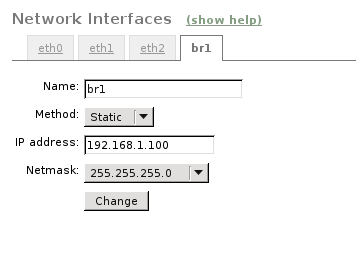 Network Interfaces (show help)
eth0 eth1 eth2 br1
Name: br1
Method: Static
IP address: 192.168.1.100
Netmask: 255.255.255.0
Change